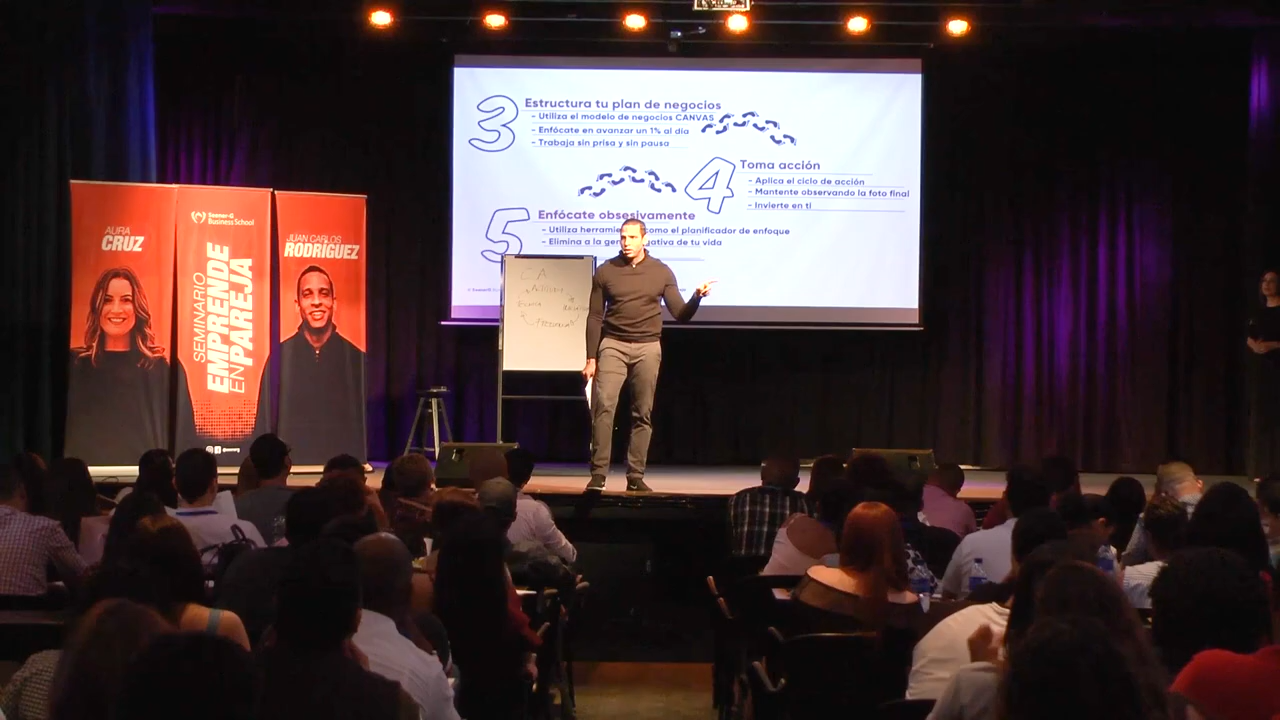 3 Estructura tu plan de negocios
- Utiliza el modelo de negocios CANVAS
- Enfócate en avanzar un 1% al día
- Trabaja sin prisa y sin pausa
4 Toma acción
- Aplica el ciclo de acción
- Mantente observando la foto final
- Invierte en ti
5 Enfócate obsesivamente
- Utiliza como el planificador de enfoque
- Elimina a la de tu vida
AURA
CRUZ
Seener-G
Business School
SEMINARIO
EMPRENDE
EN PAREJA
JUAN CARLOS
RODRIGUEZ